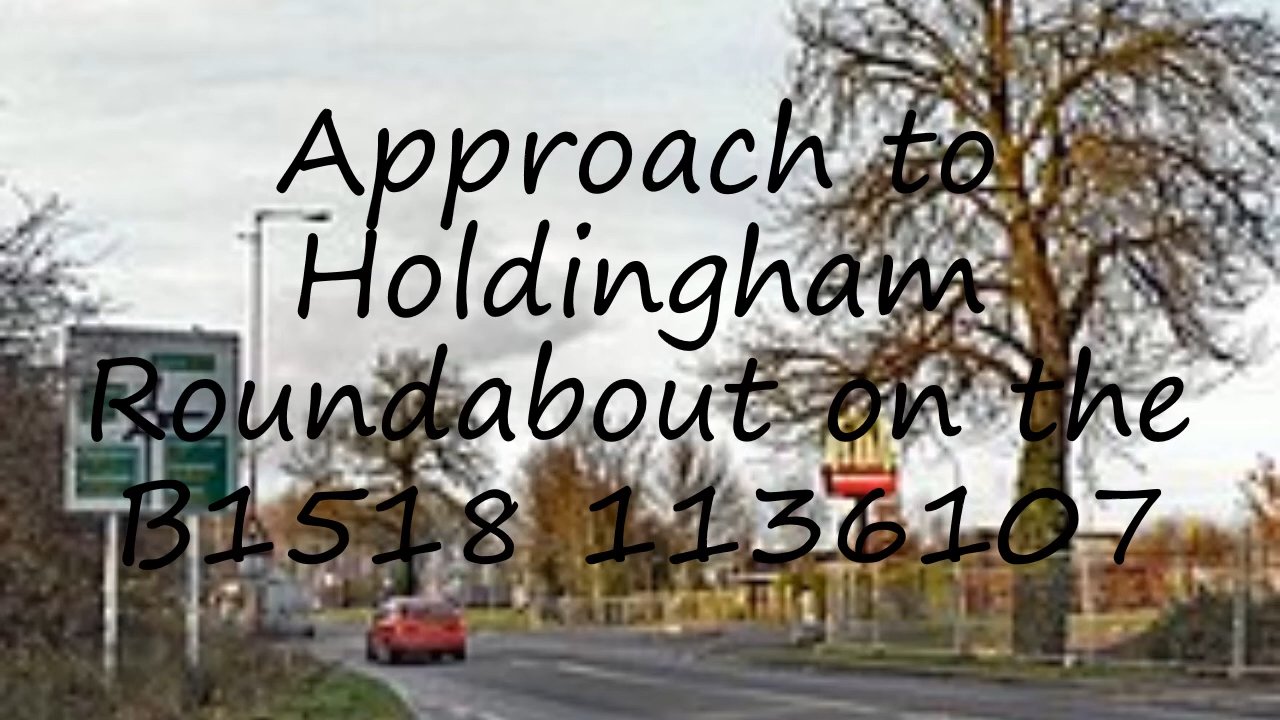 Approach to
Holdingham
Roundabout on the
B1518 1136107